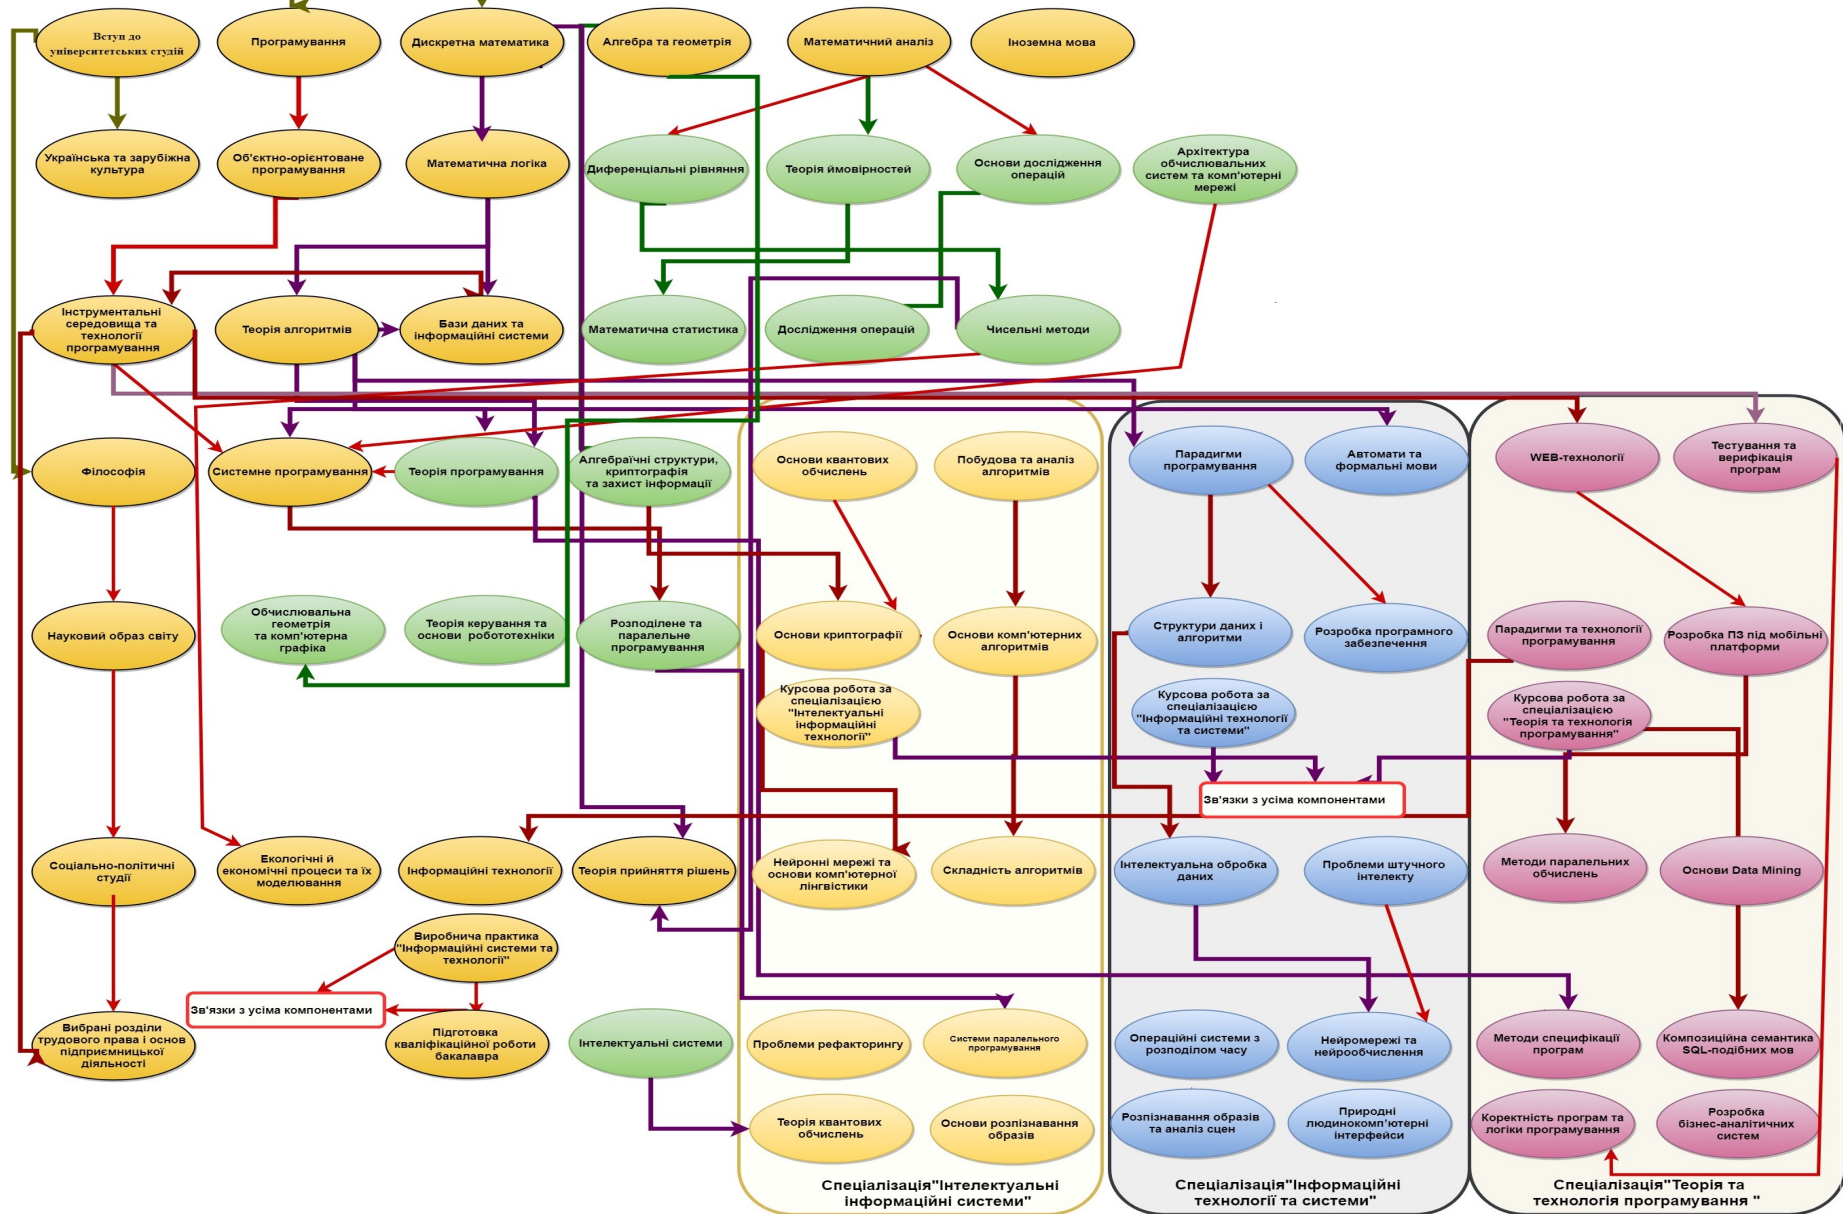 Вступ до
університетських студій
Програмування
Дискретна математика
Алгебра та геометрія
Математичний аналіз
Іноземна мова
Українська та зарубіжна
культура
Об'єктно-орієнтоване
програмування
Математична логіка
Диференціальні рівняння
Теорія ймовірностей
Основи дослідження
операцій
Архітектура
обчислювальних
систем та комп'ютерні
мережі
Інструментальні
середовища та
технології
програмування
Теорія алгоритмів
Бази даних та
інформаційні системи
Математична статистика
Дослідження операцій
Чисельні методи
Філософія
Системне програмування
Теорія програмування
Алгебраїчні структури,
криптографія
та захист інформації
Основи квантових
обчислень
Побудова та аналіз
алгоритмів
Парадигми
програмування
Автомати та
формальні мови
WEB-технології
Тестування та
верифікація
програм
Науковий образ світу
Обчислювальна
геометрія
та комп'ютерна
графіка
Теорія керування та
основи робототехніки
Розподілене та
паралельне
програмування
Основи криптографії
Основи комп'ютерних
алгоритмів
Структури даних і
алгоритми
Розробка програмного
забезпечення
Парадигми та технології
програмування
Розробка ПЗ під мобільні
платформи
Курсова робота за
спеціалізацією
"Інтелектуальні
інформаційні
технології"
Курсова робота за
спеціалізацією
"Інформаційні технології
та системи"
Курсова робота за
спеціалізацією
"Теорія та технологія
програмування"
Зв'язки з усіма компонентами
Соціально-політичні
студії
Екологічні й
економічні процеси та їх
моделювання
Інформаційні технології
Теорія прийняття рішень
Нейронні мережі та
основи комп'ютерної
лінгвістики
Складність алгоритмів
Інтелектуальна обробка
даних
Проблеми штучного
інтелекту
Методи паралельних
обчислень
Основи Data Mining
Виробнича практика
"Інформаційні системи та
технології"
Зв'язки з усіма компонентами
Вибрані розділи
трудового права і основ
підприємницької
діяльності
Підготовка
кваліфікаційної роботи
бакалавра
Інтелектуальні системи
Проблеми рефакторингу
Системи паралельного
програмування
Операційні системи з
розподілом часу
Нейромережі та
нейрообчислення
Методи специфікації
програм
Композиційна семантика
SQL-подібних мов
Теорія квантових
обчислень
Основи розпізнавання
образів
Розпізнавання образів
та аналіз сцен
Природні
людинокомп'ютерні
інтерфейси
Коректність програм та
логіки програмування
Розробка
бізнес-аналітичних
систем
Спеціалізація"Інтелектуальні
інформаційні системи"
Спеціалізація"Інформаційні
технології та системи"
Спеціалізація"Теорія та
технологія програмування "